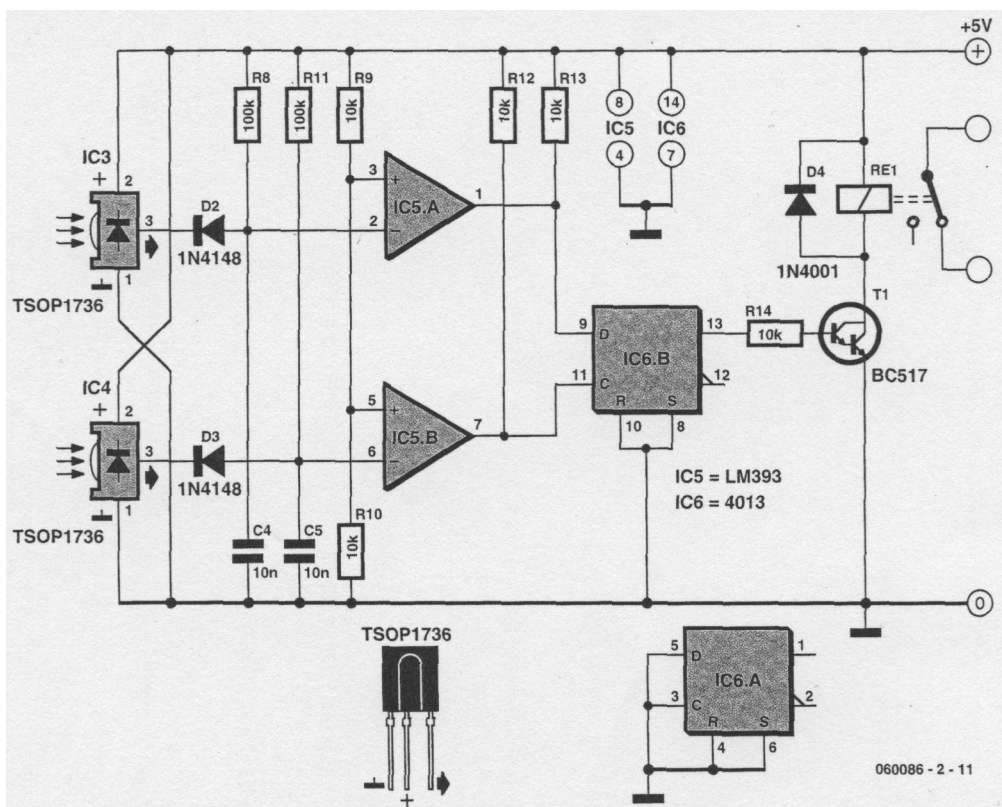 +5V
+
R8
R11
R9
R12
R13
100k
100k
10k
10k
10k
8
14
IC5
IC6
4
7
IC3
+
2
3
1
D2
1N4148
TSOP1736
3
+
2
−
IC5.A
1
D4
RE1
1N4001
T1
BC517
R14
10k
9
D
11
C
IC6.B
13
12
R
S
10
8
IC4
+
2
3
1
D3
1N4148
TSOP1736
5
+
6
−
IC5.B
7
IC5 = LM393
IC6 = 4013
R10
10k
C4
10n
C5
10n
0
TSOP1736
+
5
D
3
C
IC6.A
1
2
R
S
4
6
060086 - 2 - 11